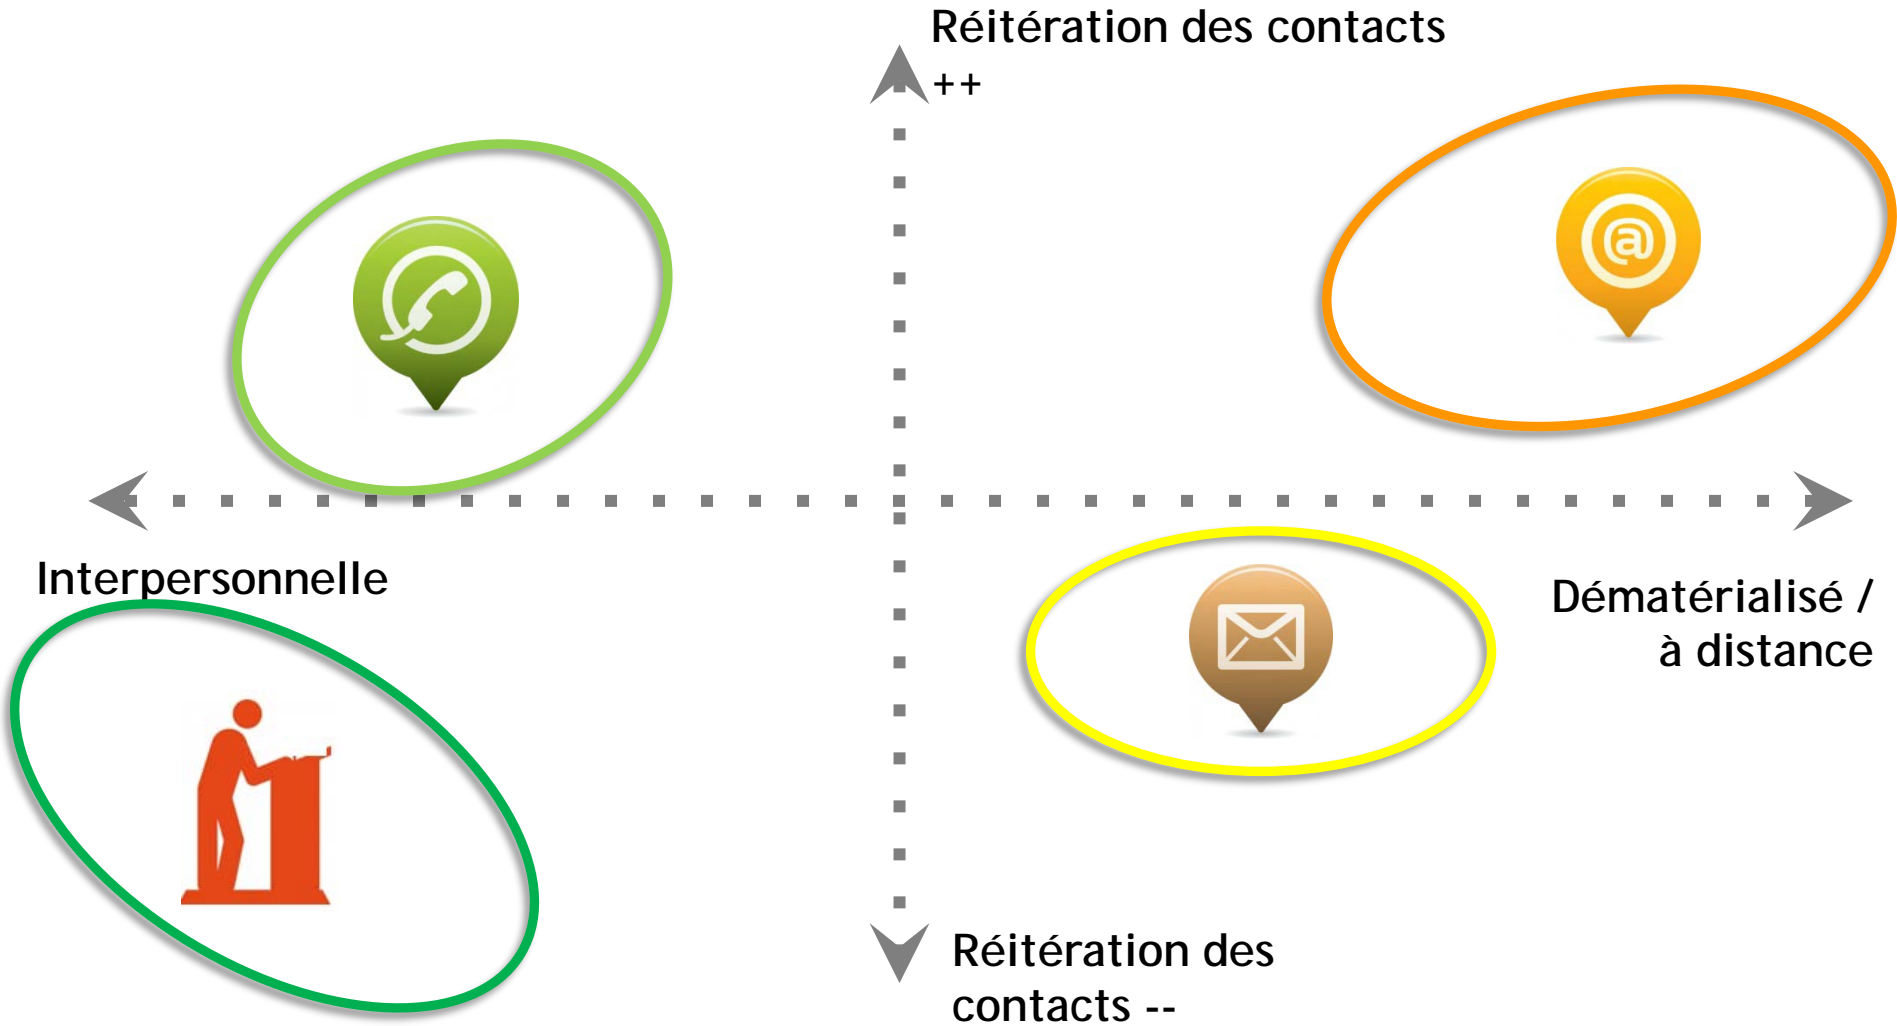 Réitération des contacts
++
@
Interpersonnelle
Dématérialisé /
à distance
Réitération des
contacts --